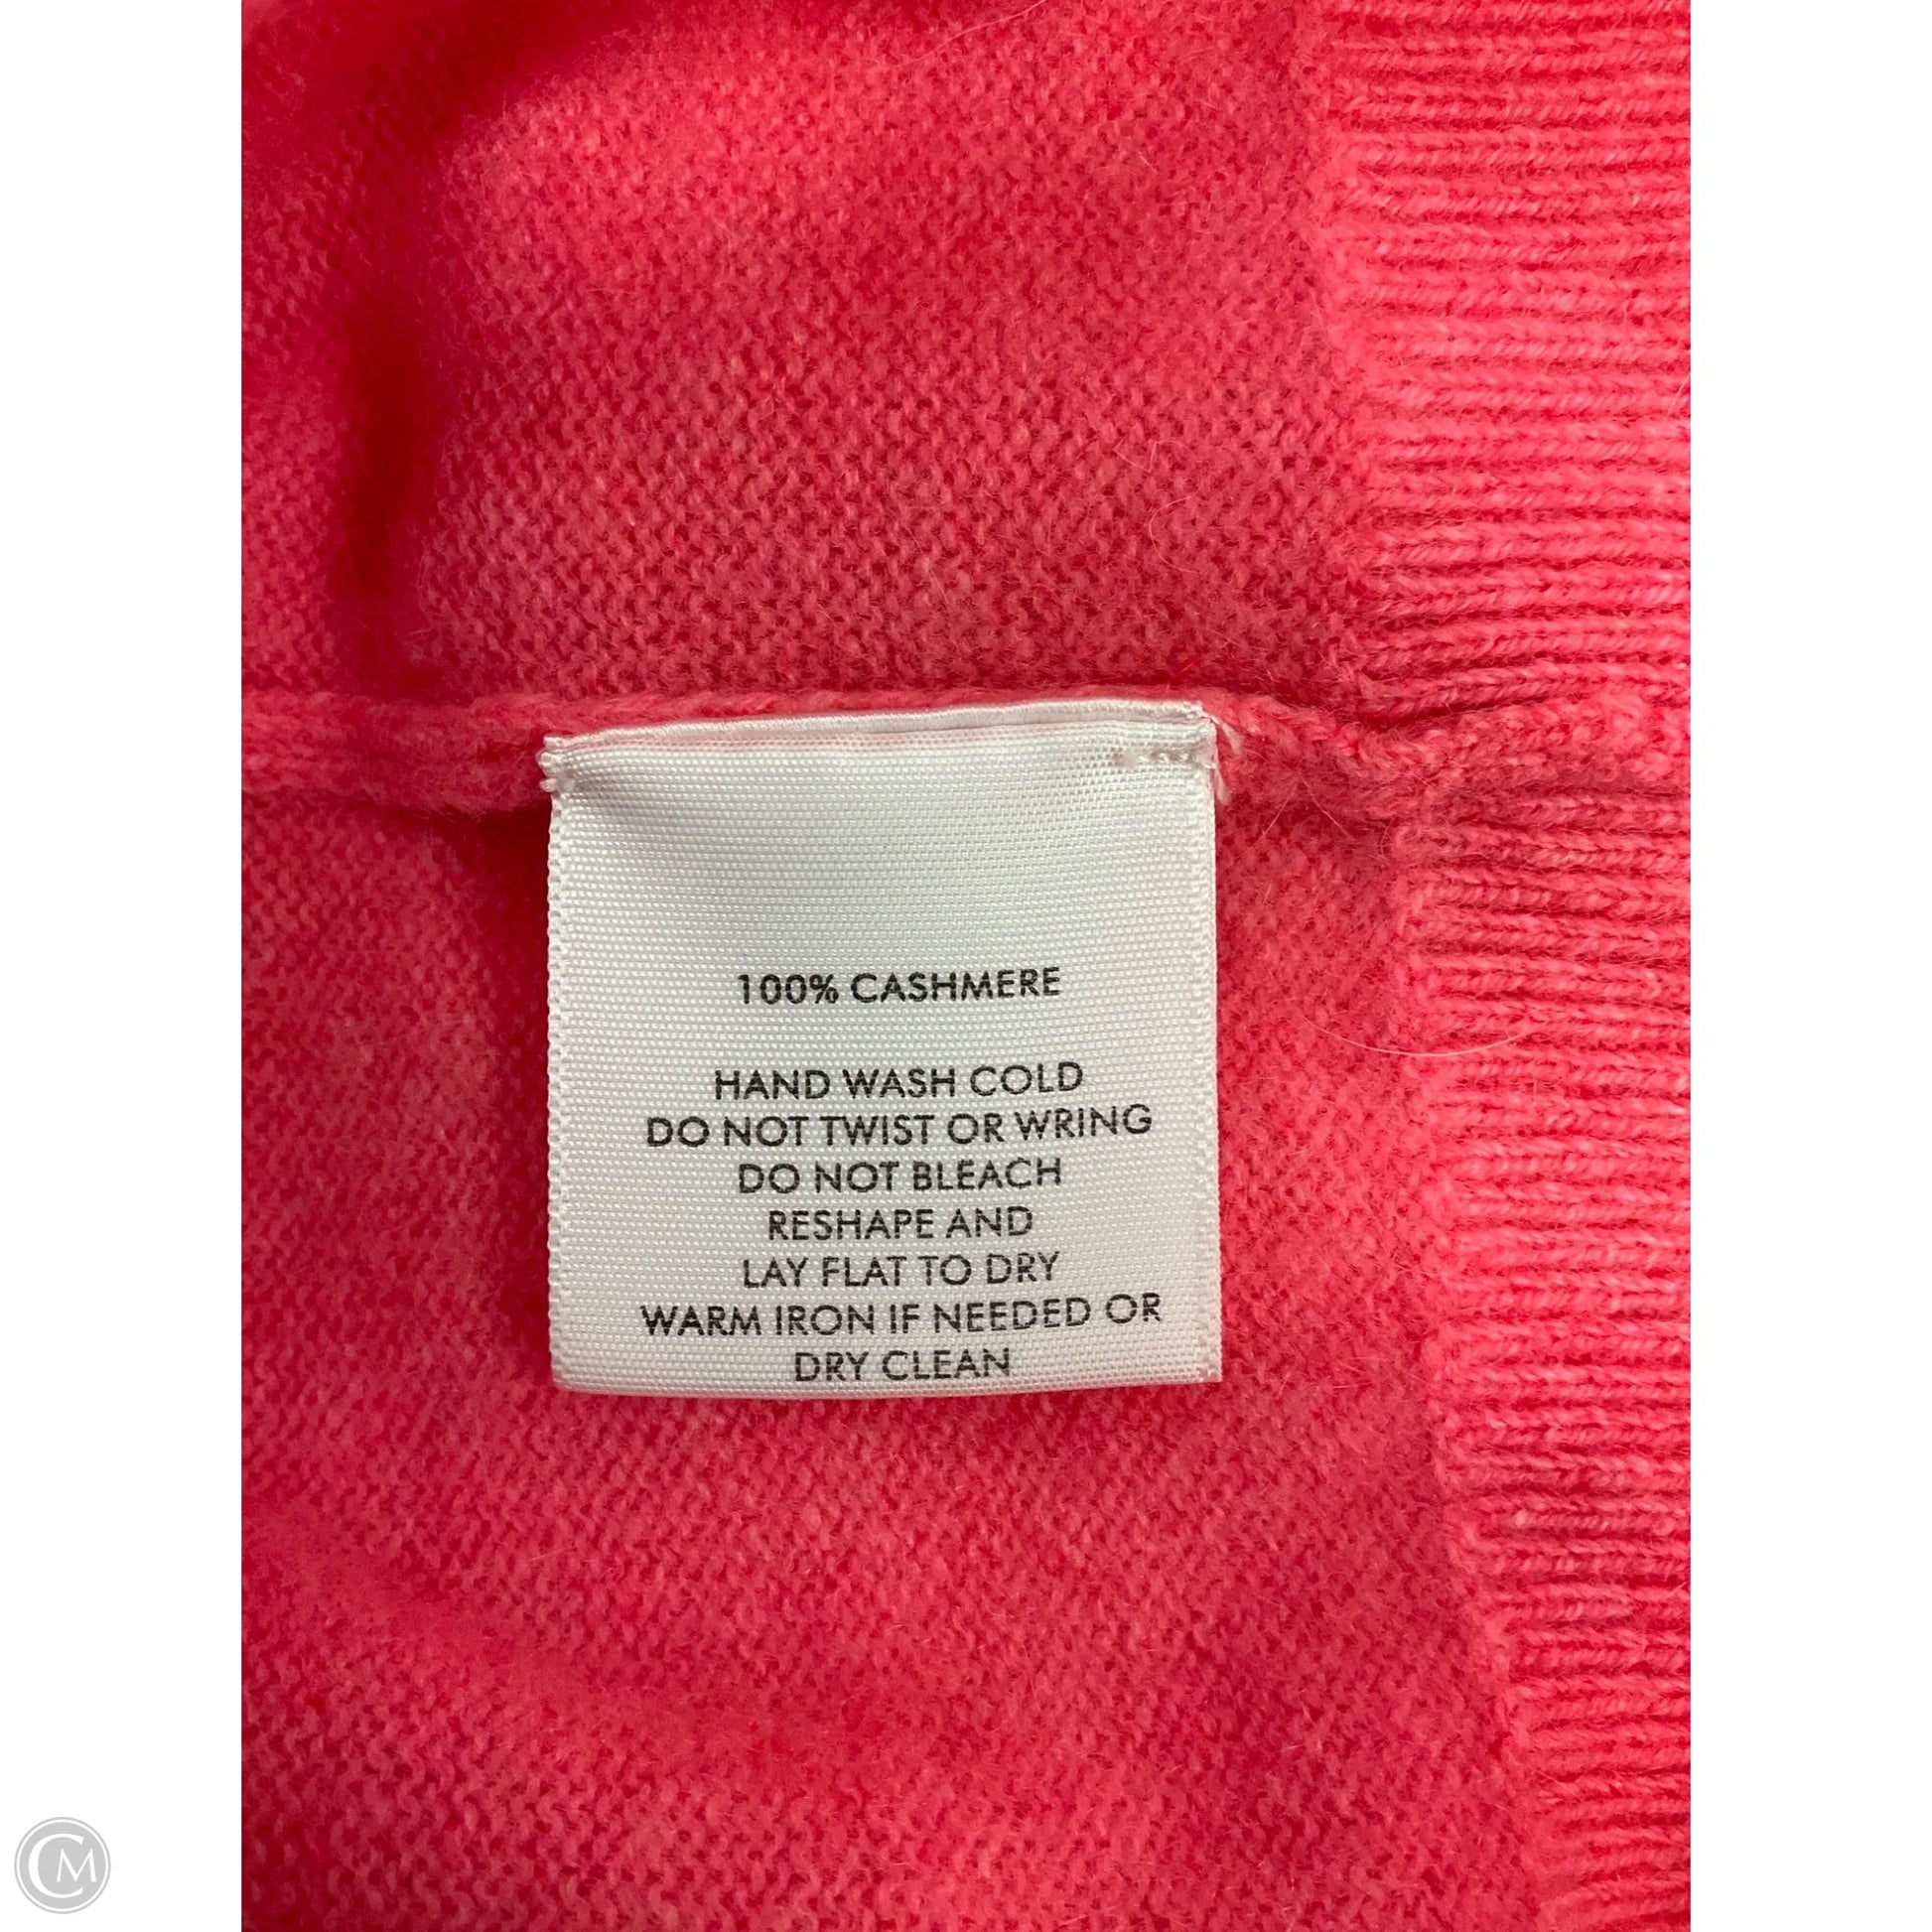 100% CASHMERE
HAND WASH COLD
DO NOT TWIST OR WRING
DO NOT BLEACH
RESHAPE AND
LAY FLAT TO DRY
WARM IRON IF NEEDED OR
DRY CLEAN
CM